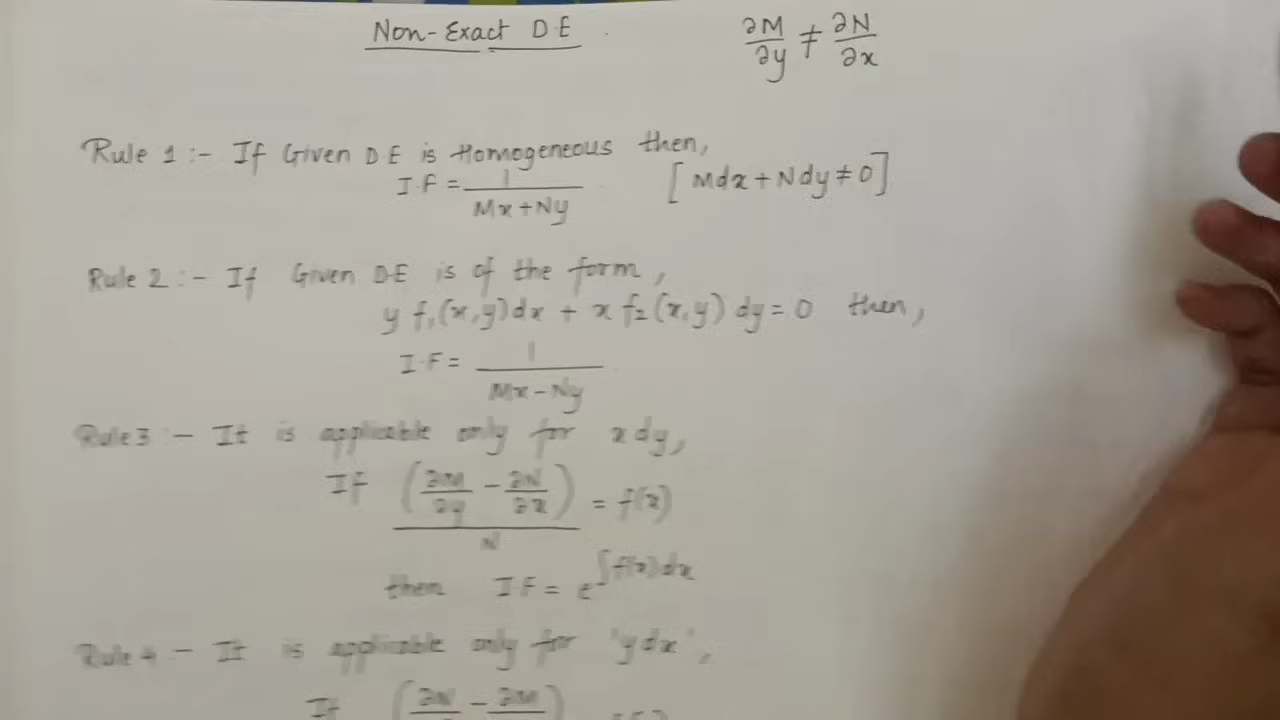 Non-Exact D.E. ∂M/∂y ≠ ∂N/∂x
Rule 1 :- If Given D E is Homogeneous then,
I.F = 1/(Mx + Ny) [Mdx + Ndy ≠ 0]
Rule 2 :- If Given D.E is of the form,
y f₁(x,y)dx + x f₂(x,y) dy = 0 then,
I.F = 1/(Mx - Ny)
Rule 3 :- It is applicable only for x dy,
If (∂M/∂y - ∂N/∂x)/N = f(x)
then I.F = e^∫f(x)dx
Rule 4 - It is applicable only for 'ydx',
If (∂N - ∂M)